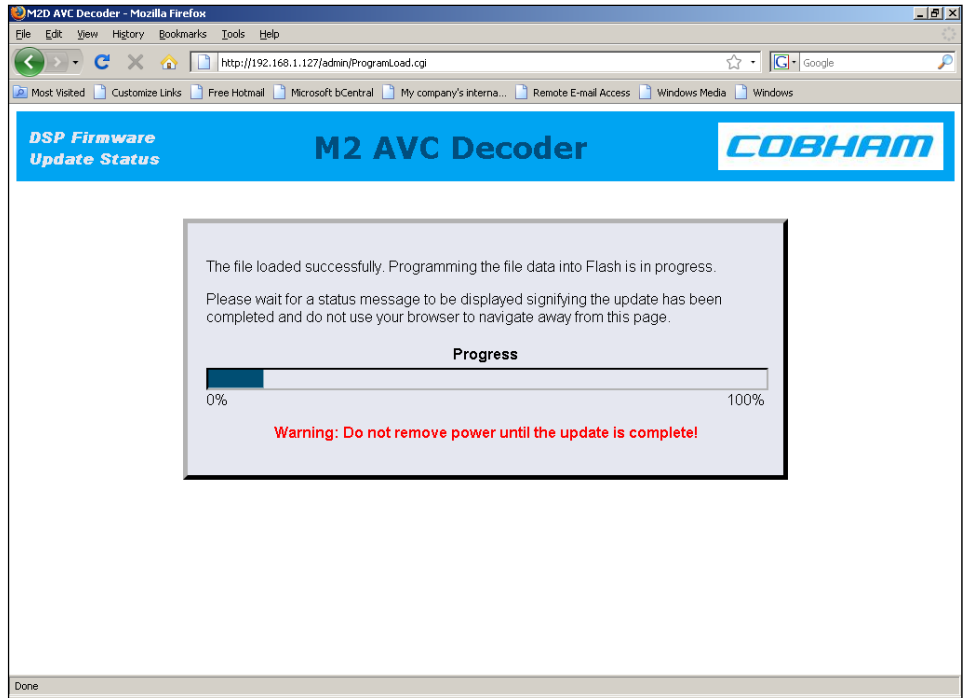 M2D AVC Decoder - Mozilla Firefox
File Edit View History Bookmarks Tools Help
http://192.168.1.127/admin/ProgramLoad.cgi
G Google
Most Visited Customize Links Free Hotmail Microsoft bCentral My company's interna... Remote E-mail Access Windows Media Windows
DSP Firmware
Update Status
M2 AVC Decoder
COBHAM
The file loaded successfully. Programming the file data into Flash is in progress.
Please wait for a status message to be displayed signifying the update has been
completed and do not use your browser to navigate away from this page.
Progress
0% 100%
Warning: Do not remove power until the update is complete!
Done